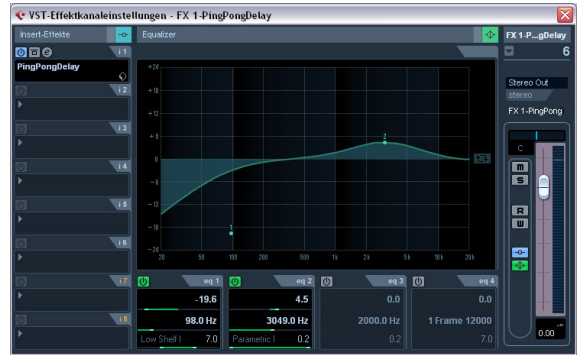 VST-Effektkanaleinstellungen - FX 1-PingPongDelay
Insert-Effekte
Equalizer
FX 1-P...gDelay
e
i 1
6
PingPongDelay
i 2
i 3
i 4
i 5
i 6
i 7
i 8
+24
+18
+12
+6
0
-6
-12
-18
-24
1
2
20
50
100
200
500
1k
2k
5k
10k
20k
Stereo Out
stereo
FX 1-PingPong
C
M
S
R
W
0.00
-∞
eq 1
-19.6
98.0 Hz
Low Shelf I
7.0
eq 2
4.5
3049.0 Hz
Parametric I
0.2
eq 3
0.0
2000.0 Hz
0.2
eq 4
0.0
1 Frame 12000
7.0